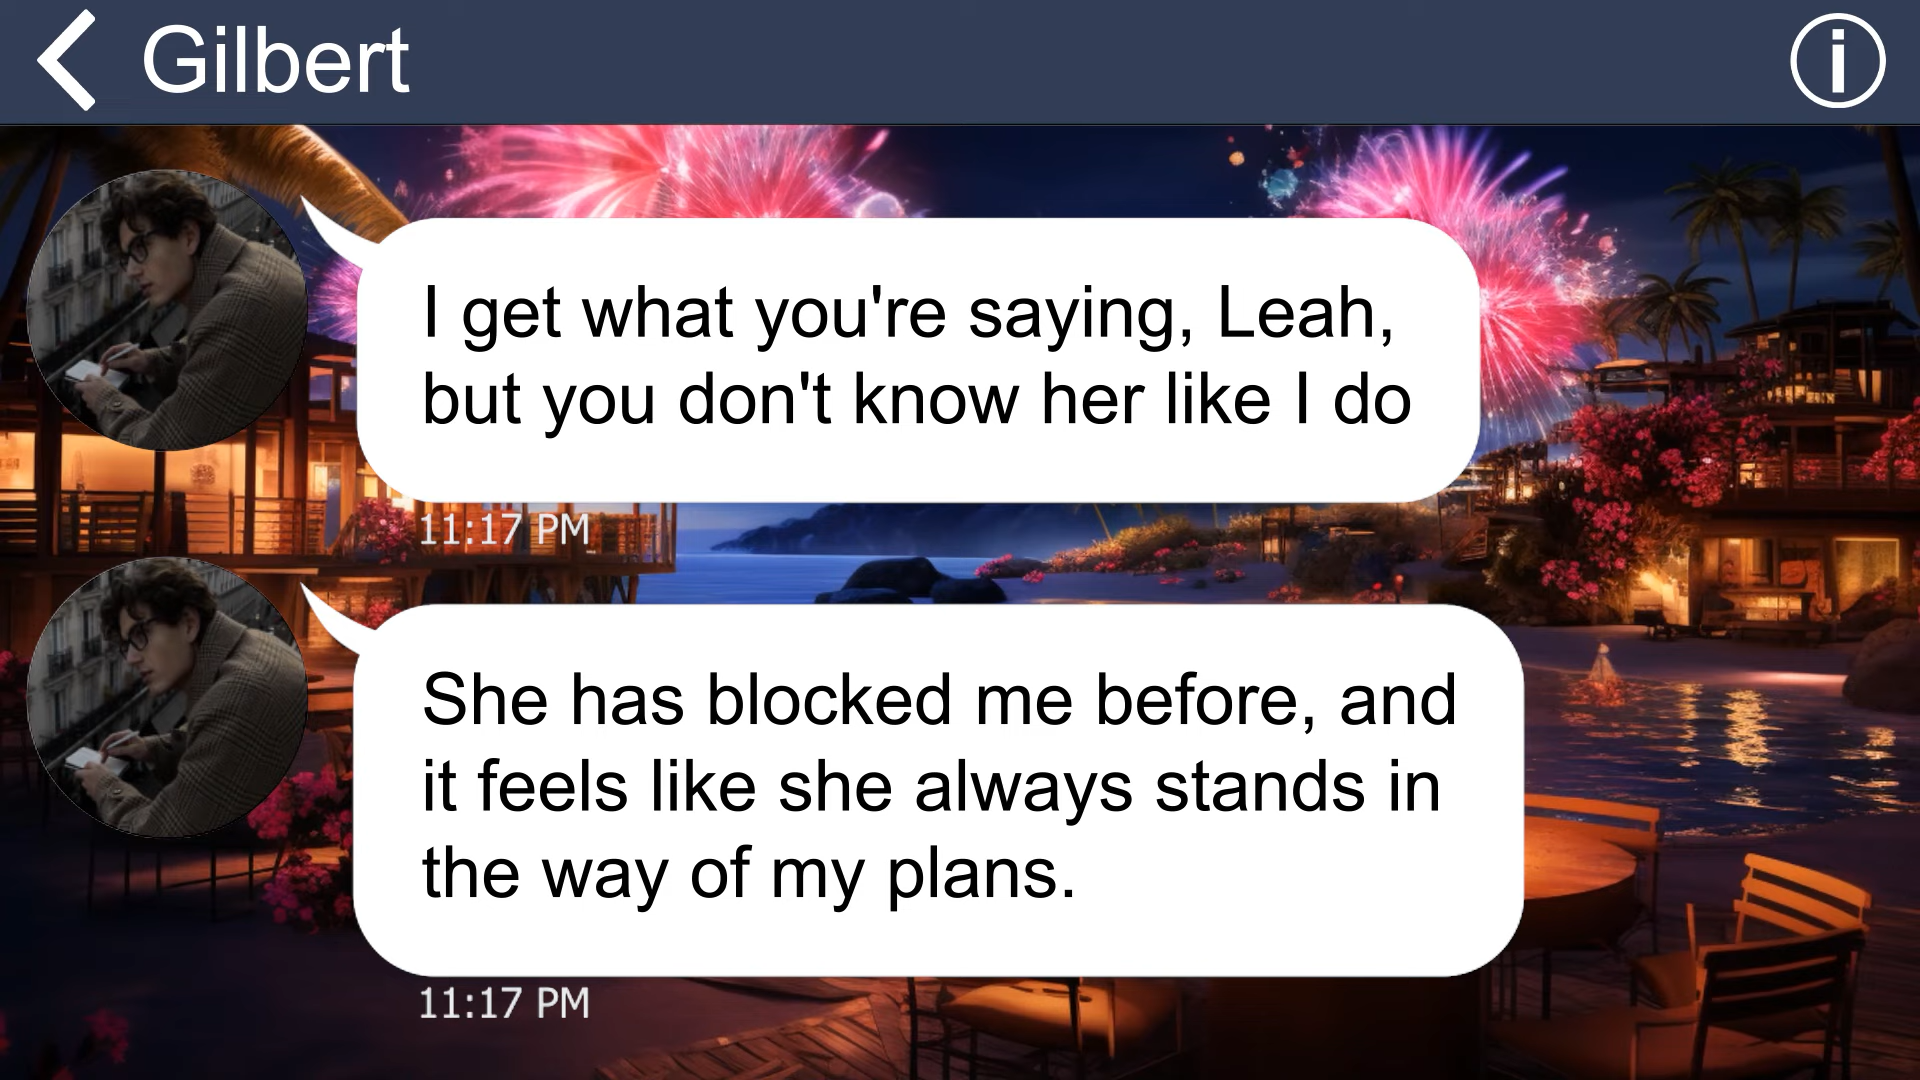 Gilbert
I get what you're saying, Leah,
but you don't know her like I do
11:17 PM
She has blocked me before, and
it feels like she always stands in
the way of my plans.
11:17 PM